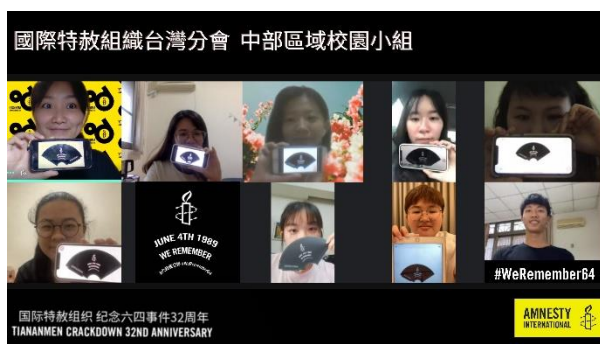 國際特赦組織台灣分會 中部區域校園小組
JUNE 4TH 1989
WE REMEMBER
#WeRemember64
国际特赦组织 纪念六四事件32周年
TIANANMEN CRACKDOWN 32ND ANNIVERSARY
AMNESTY
INTERNATIONAL